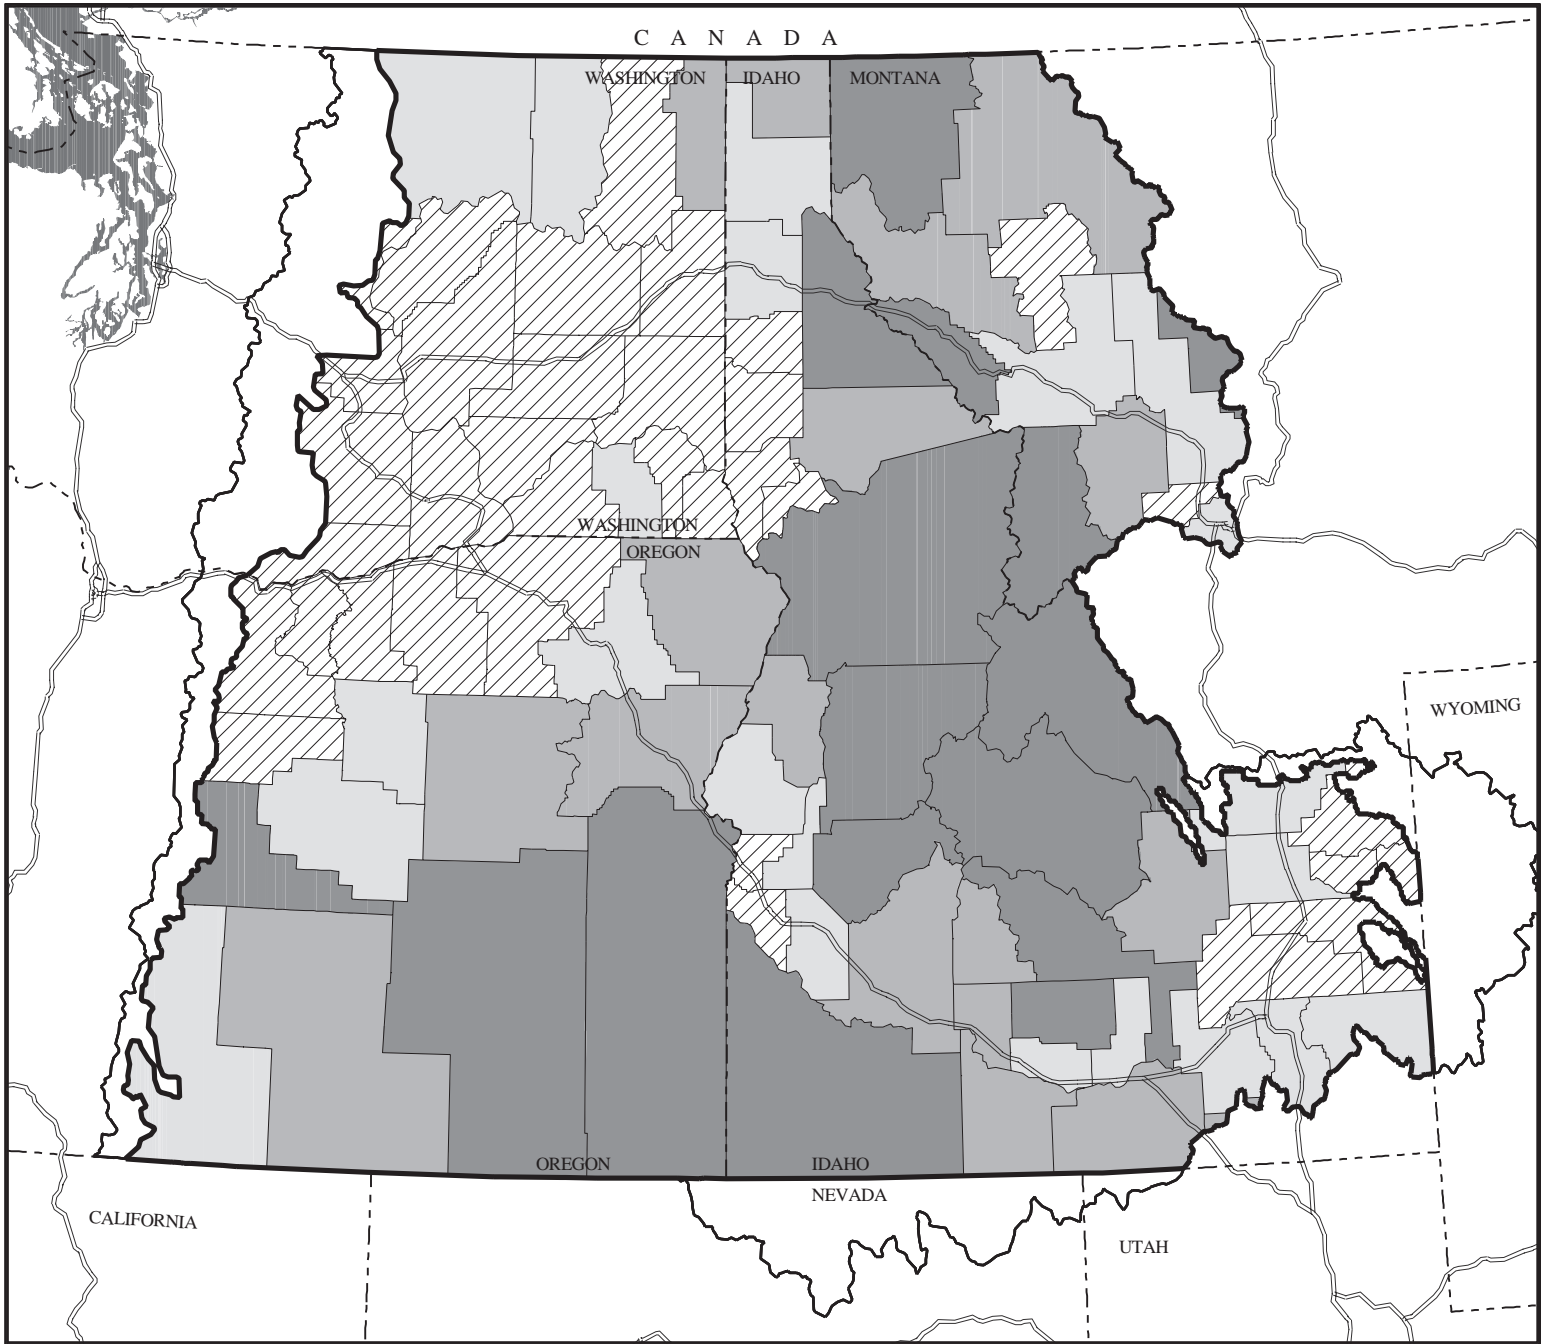 C A N A D A
WASHINGTON IDAHO MONTANA
WASHINGTON
OREGON
WYOMING
OREGON IDAHO
NEVADA
CALIFORNIA
UTAH